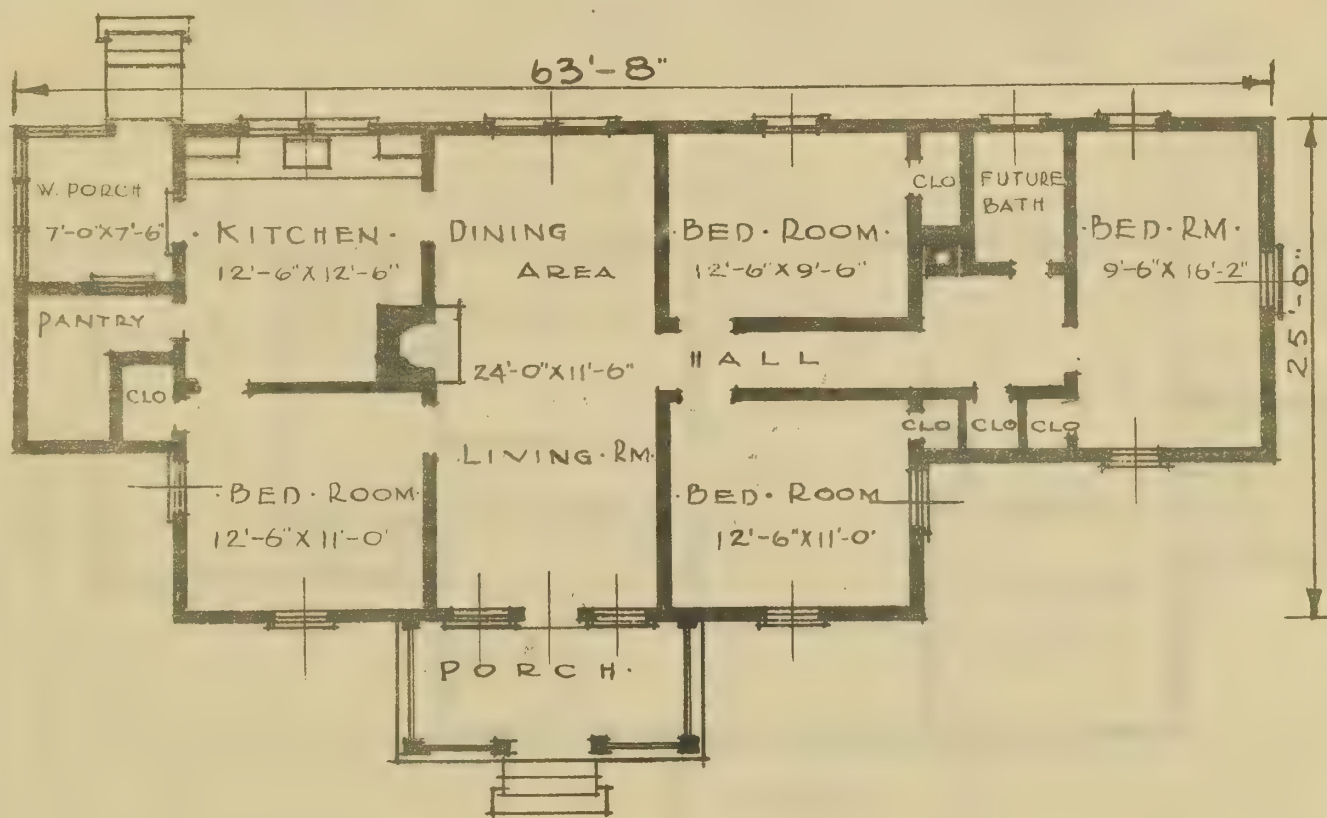 63'-8"
W. PORCH
7'-0"X7'-6"
·KITCHEN·
12'-6"X12'-6"
DINING
AREA
·BED·ROOM·
12'-6"X9'-6"
CLO
FUTURE
BATH
·BED·RM.
9'-6"X16'-2"
25'-0"
PANTRY
CLO
24'-0"X11'-6"
HALL
·LIVING·RM.
CLO
CLO
CLO
·BED·ROOM·
12'-6"X11'-0"
·BED·ROOM
12'-6"X11'-0"
·PORCH·